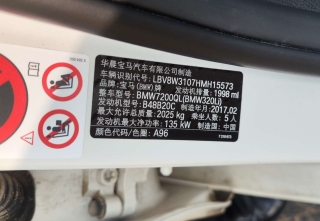 华晨宝马汽车有限公司制造
车辆识别代号: LBV8W3107HMH15573
品牌: 宝马(BMW)牌 发动机排量: 1998 ml
整车型号: BMW7200QL(BMW320Li)
发动机型号: B48B20C 生产年月: 2017.02
最大允许总质量: 2025 kg 乘坐人数: 5 人
发动机最大净功率: 135 kW 制造国: 中国
颜色代码/色圈: A96